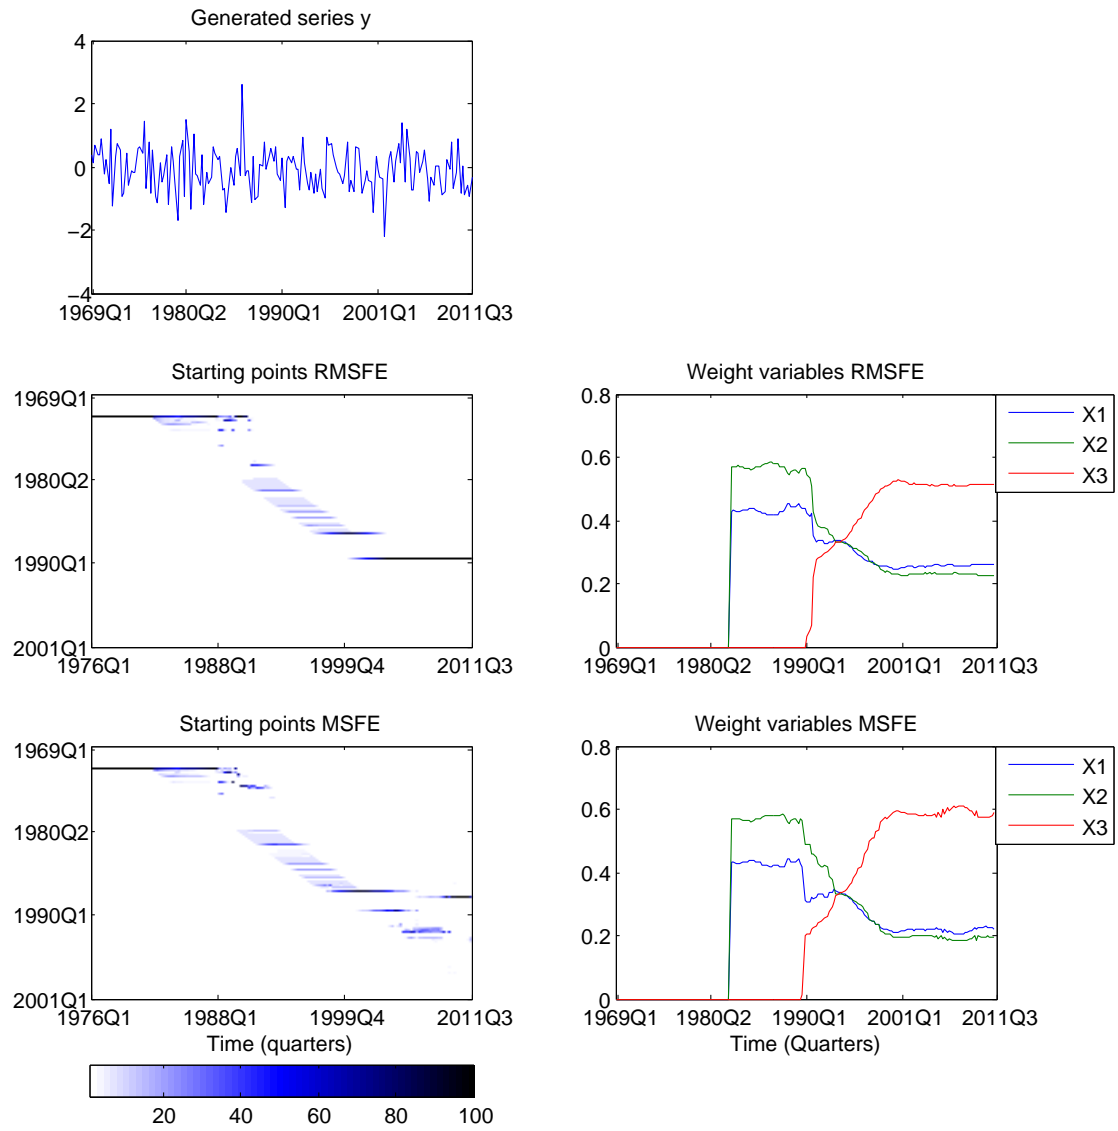 Generated series y
4
2
0
−2
−4
1969Q1 1980Q2 1990Q1 2001Q1 2011Q3
Starting points RMSFE
1969Q1
1980Q2
1990Q1
2001Q1
1976Q1 1988Q1 1999Q4 2011Q3
Weight variables RMSFE
0.8
0.6
0.4
0.2
0
1969Q1 1980Q2 1990Q1 2001Q1 2011Q3
X1
X2
X3
Starting points MSFE
1969Q1
1980Q2
1990Q1
2001Q1
1976Q1 1988Q1 1999Q4 2011Q3
Time (quarters)
Weight variables MSFE
0.8
0.6
0.4
0.2
0
1969Q1 1980Q2 1990Q1 2001Q1 2011Q3
Time (Quarters)
X1
X2
X3
20 40 60 80 100